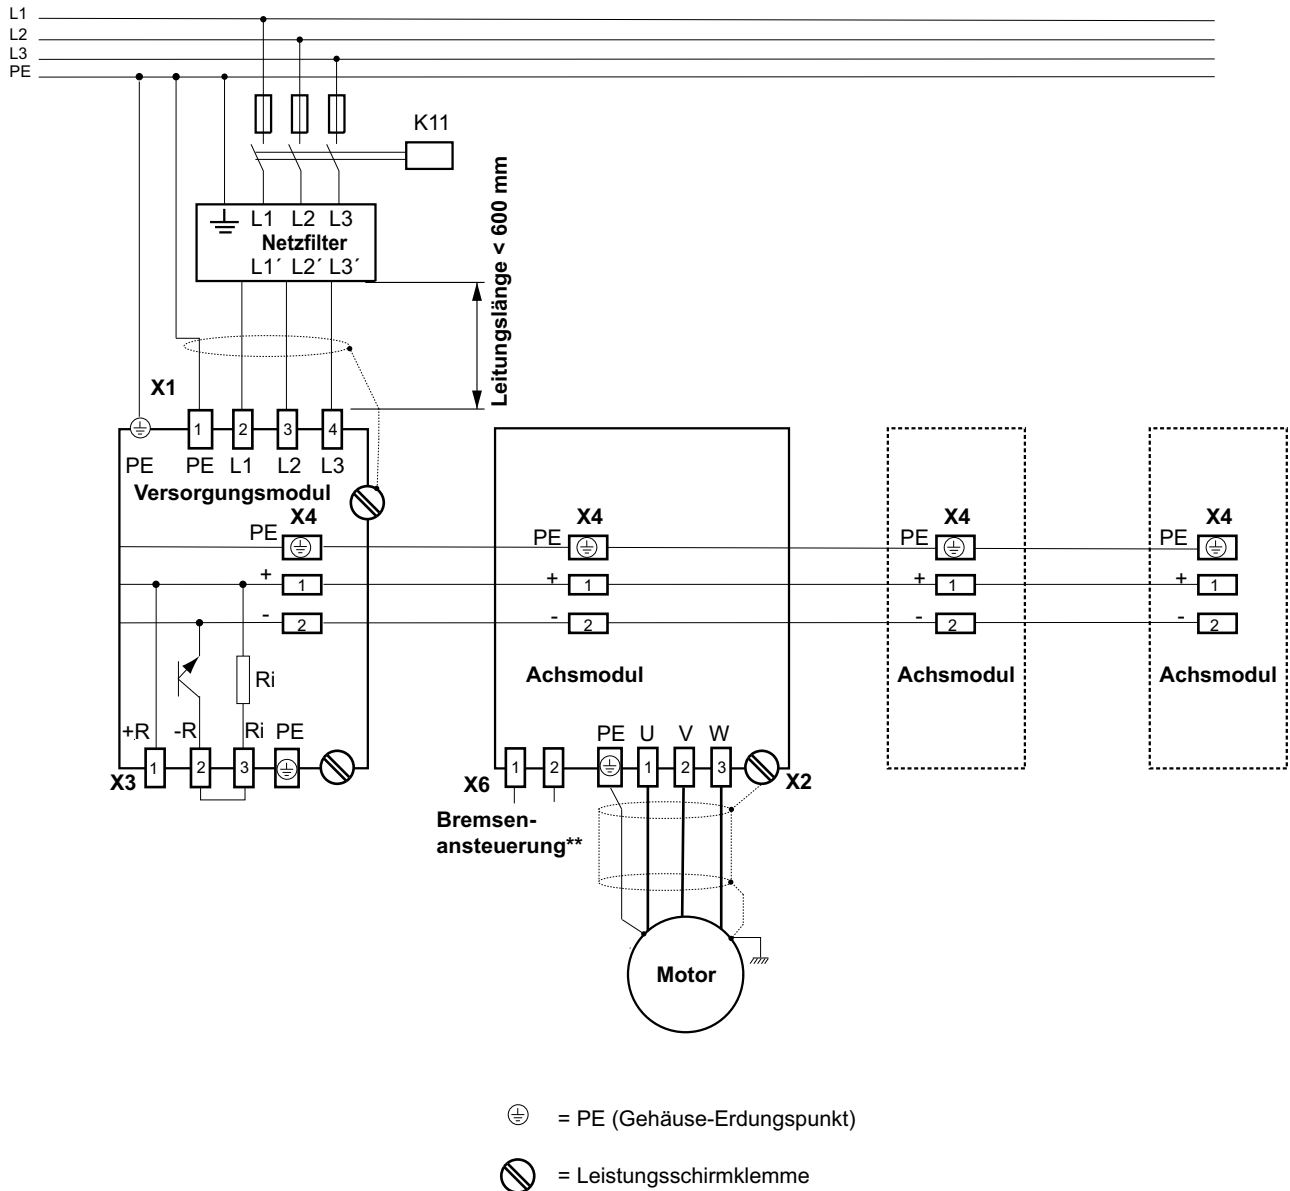 L1
L2
L3
PE
K11
L1 L2 L3
Netzfilter
L1´ L2´ L3´
Leitungslänge < 600 mm
X1
1 2 3 4
PE PE L1 L2 L3
Versorgungsmodul
X4 X4 X4 X4
PE PE PE PE
+ 1 + 1 + 1 + 1
- 2 - 2 - 2 - 2
Ri
Achsmodul Achsmodul Achsmodul
+R -R Ri PE
X3 1 2 3
PE U V W
X6 1 2 1 2 3 X2
Bremsen-
ansteuerung**
Motor
= PE (Gehäuse-Erdungspunkt)
= Leistungsschirmklemme